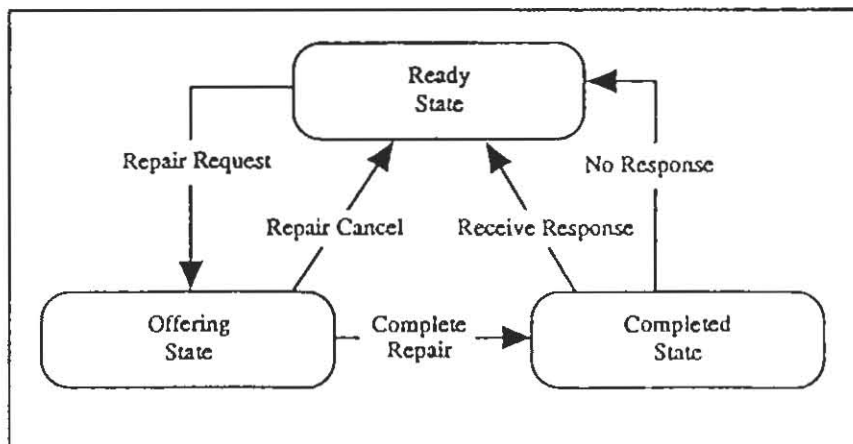 Ready
State
Repair Request
No Response
Repair Cancel
Receive Response
Offering
State
Complete
Repair
Completed
State